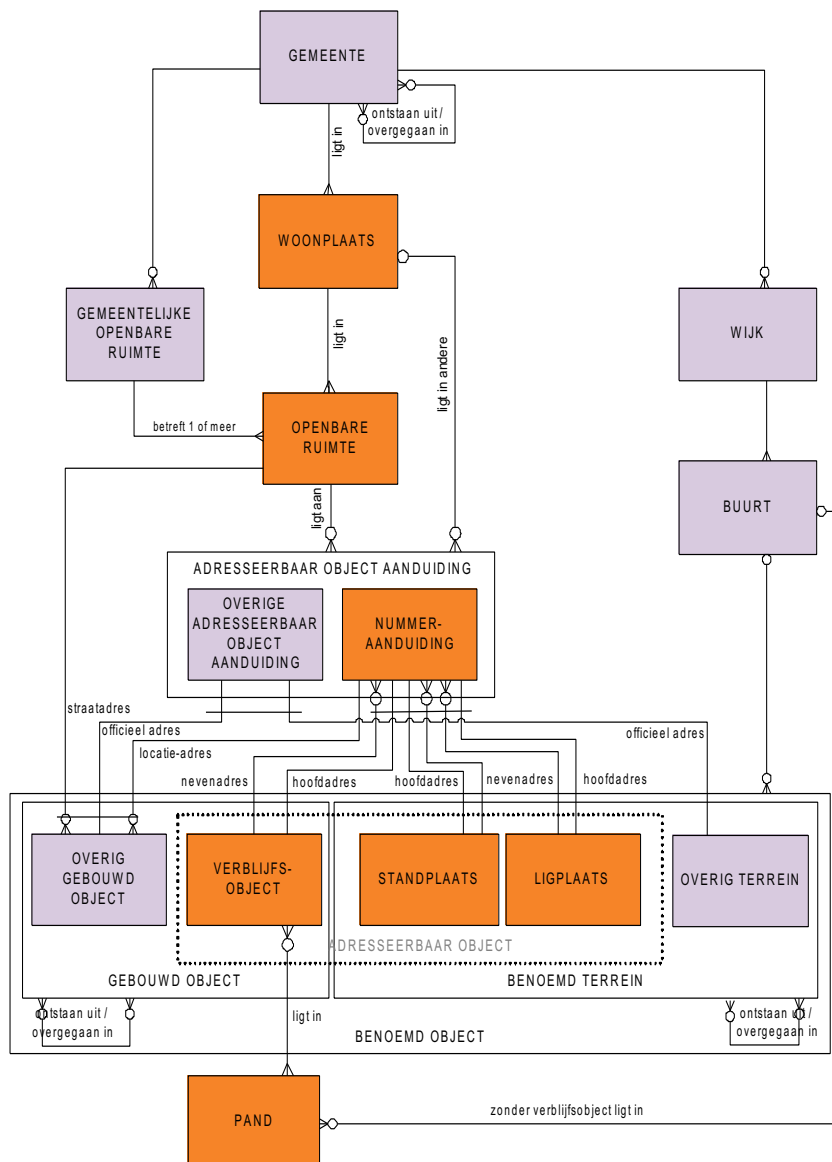 GEMEENTE
ontstaan uit /
overgegaan in
ligt in
WOONPLAATS
GEMEENTELIJKE
OPENBARE
RUIMTE
WIJK
ligt in
ligt in andere
betreft 1 of meer
OPENBARE
RUIMTE
BUURT
ligt aan
ADRESSEERBAAR OBJECT AANDUIDING
OVERIGE
ADRESSEERBAAR
OBJECT
AANDUIDING
NUMMER-
AANDUIDING
straatadres
officieel adres
locatie-adres
officieel adres
nevenadres
hoofdadres
hoofdadres
nevenadres
hoofdadres
OVERIG
GEBOUWD
OBJECT
VERBLIJFS-
OBJECT
STANDPLAATS
LIGPLAATS
OVERIG TERREIN
ADRESSEERBAAR OBJECT
GEBOUWD OBJECT
BENOEMD TERREIN
ontstaan uit /
overgegaan in
ligt in
ontstaan uit /
overgegaan in
BENOEMD OBJECT
PAND
zonder verblijfsobject ligt in